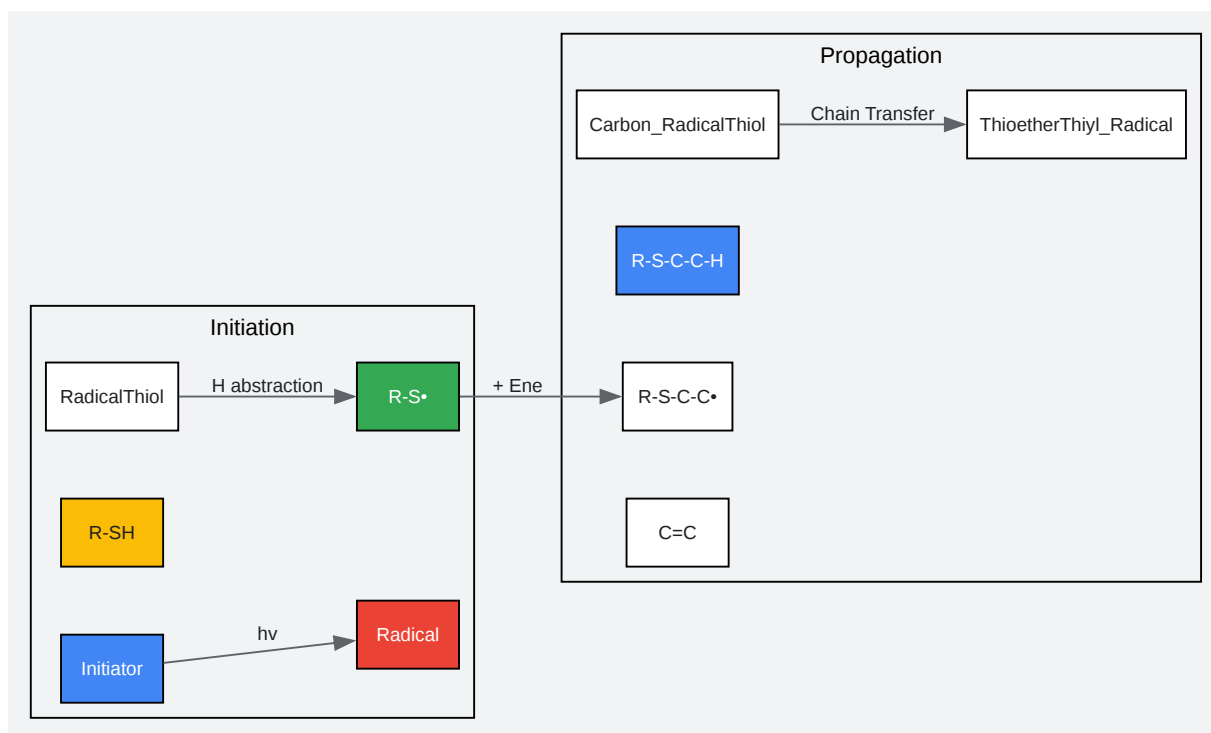 Propagation
Carbon_RadicalThiol
Chain Transfer
ThioetherThiyl_Radical
R-S-C-C-H
Initiation
RadicalThiol
H abstraction
R-S•
+ Ene
R-S-C-C•
R-SH
C=C
Initiator
hv
Radical